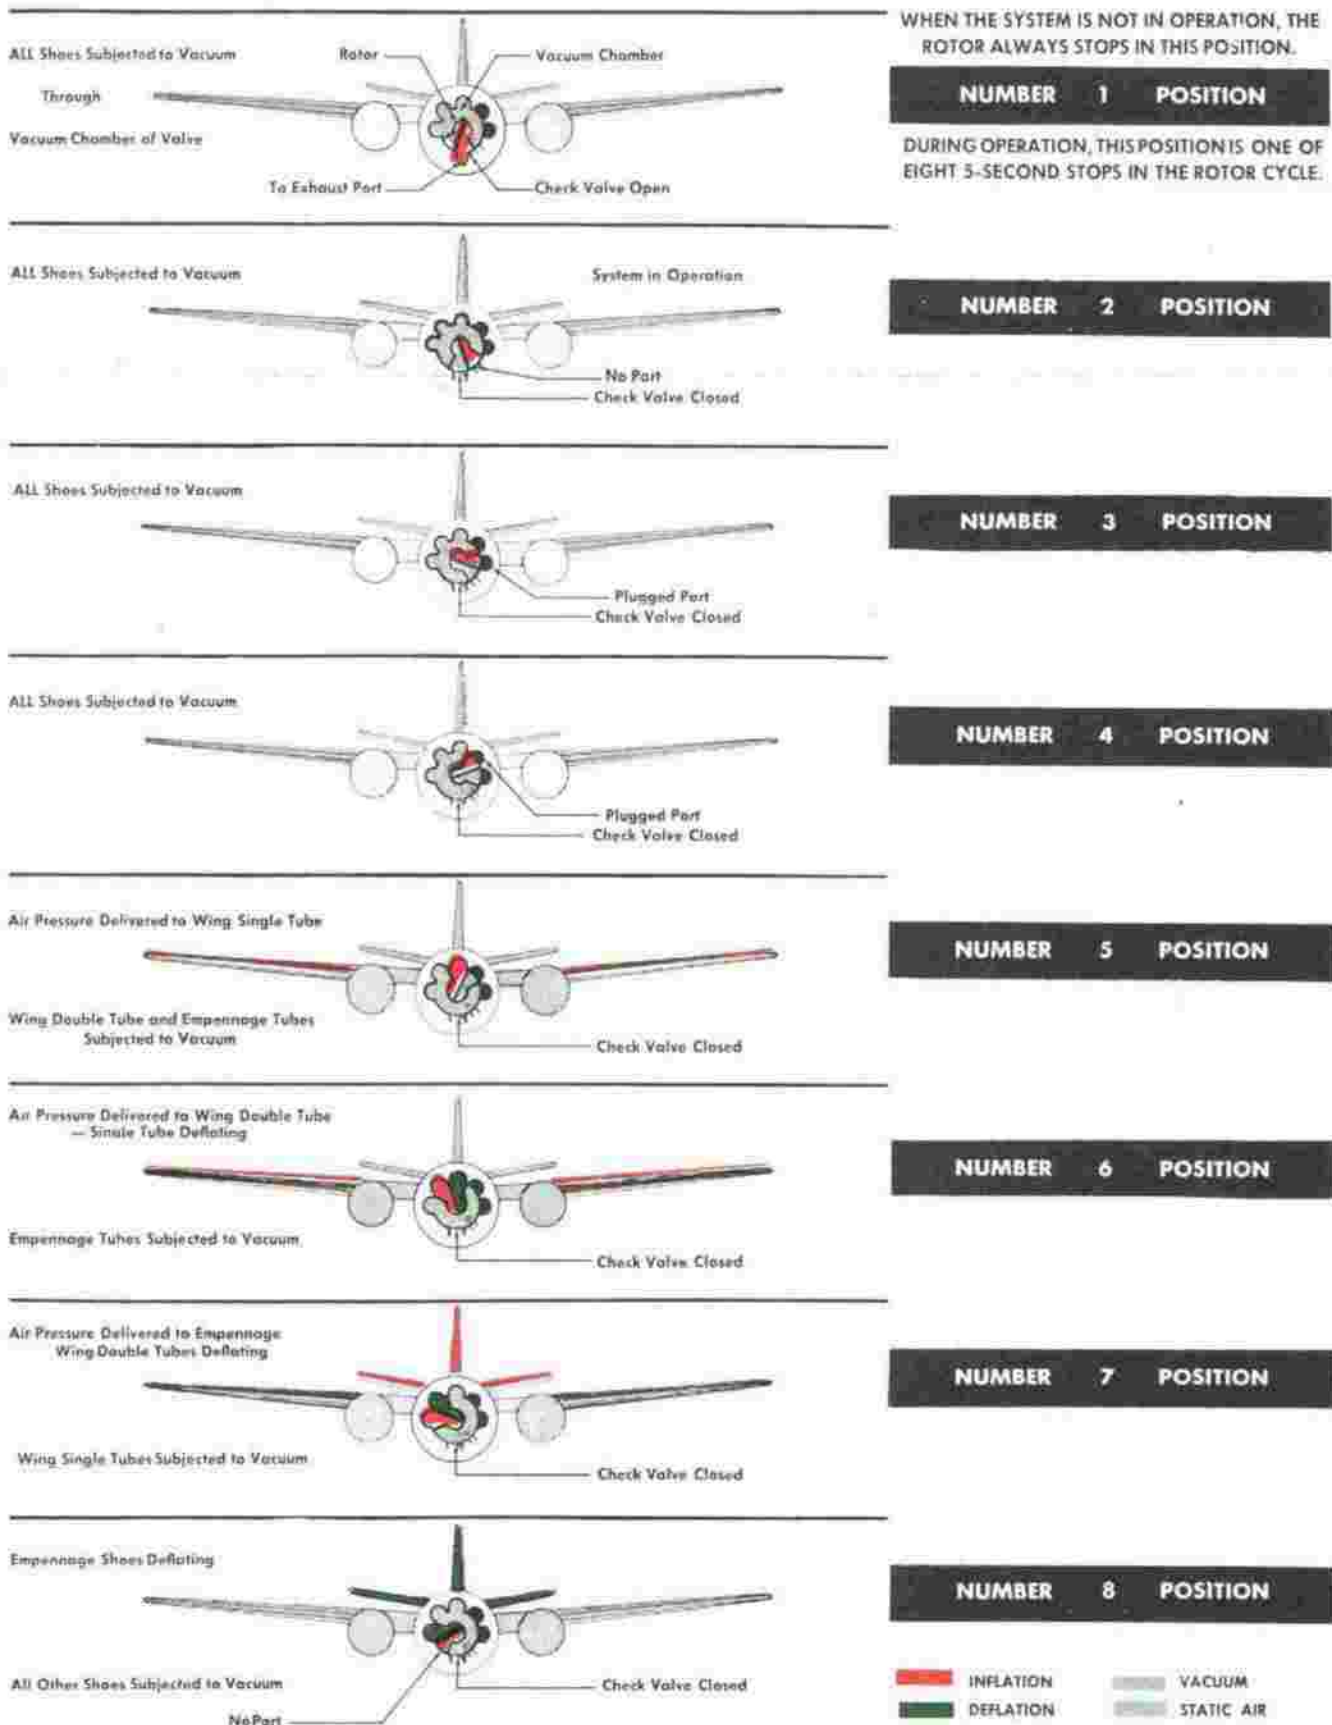 WHEN THE SYSTEM IS NOT IN OPERATION, THE
ROTOR ALWAYS STOPS IN THIS POSITION.
NUMBER 1 POSITION
DURING OPERATION, THIS POSITION IS ONE OF
EIGHT 5-SECOND STOPS IN THE ROTOR CYCLE.
ALL Shoes Subjected to Vacuum
Through
Vacuum Chamber of Valve
Rotor
Vacuum Chamber
To Exhaust Port
Check Valve Open
ALL Shoes Subjected to Vacuum
System in Operation
No Port
Check Valve Closed
NUMBER 2 POSITION
ALL Shoes Subjected to Vacuum
Plugged Port
Check Valve Closed
NUMBER 3 POSITION
ALL Shoes Subjected to Vacuum
Plugged Port
Check Valve Closed
NUMBER 4 POSITION
Air Pressure Delivered to Wing Single Tube
Wing Double Tube and Empennage Tubes
Subjected to Vacuum
Check Valve Closed
NUMBER 5 POSITION
Air Pressure Delivered to Wing Double Tube
— Single Tube Deflating
Empennage Tubes Subjected to Vacuum
Check Valve Closed
NUMBER 6 POSITION
Air Pressure Delivered to Empennage
Wing Double Tubes Deflating
Wing Single Tubes Subjected to Vacuum
Check Valve Closed
NUMBER 7 POSITION
Empennage Shoes Deflating
All Other Shoes Subjected to Vacuum
No Port
Check Valve Closed
NUMBER 8 POSITION
INFLATION
VACUUM
DEFLATION
STATIC AIR